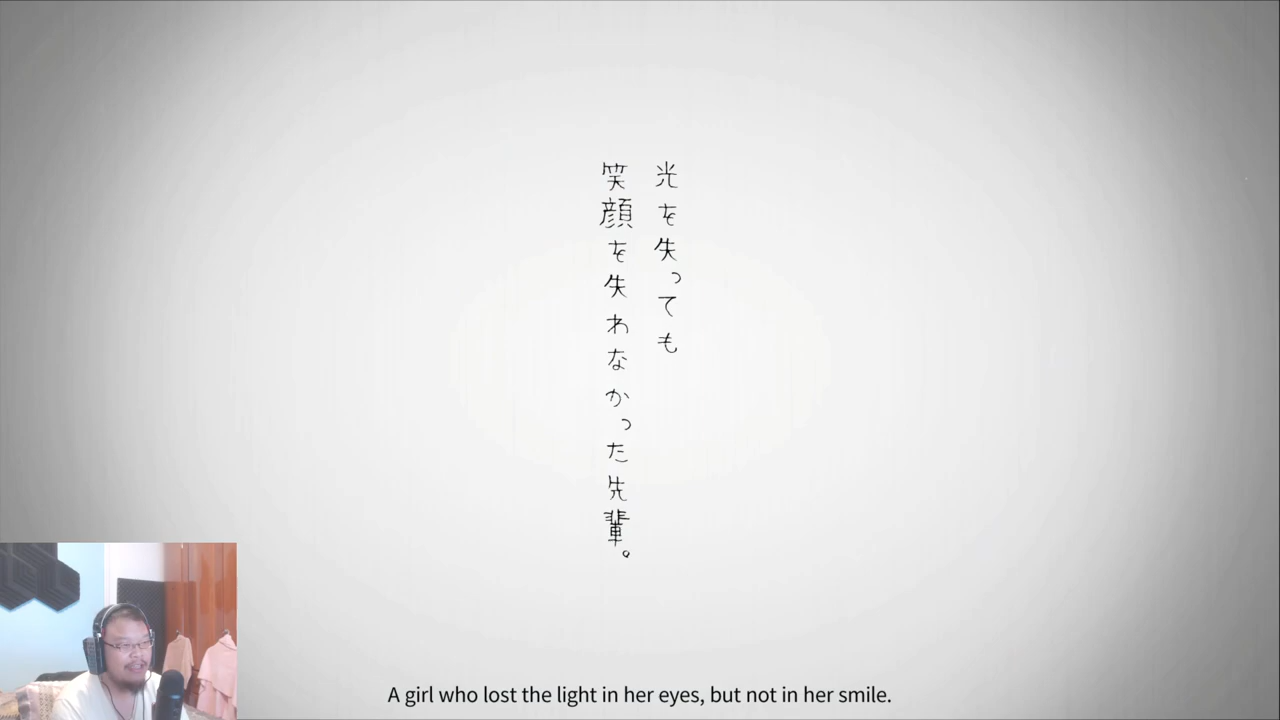 光を失っても
笑顔を失わなかった先輩。
A girl who lost the light in her eyes, but not in her smile.